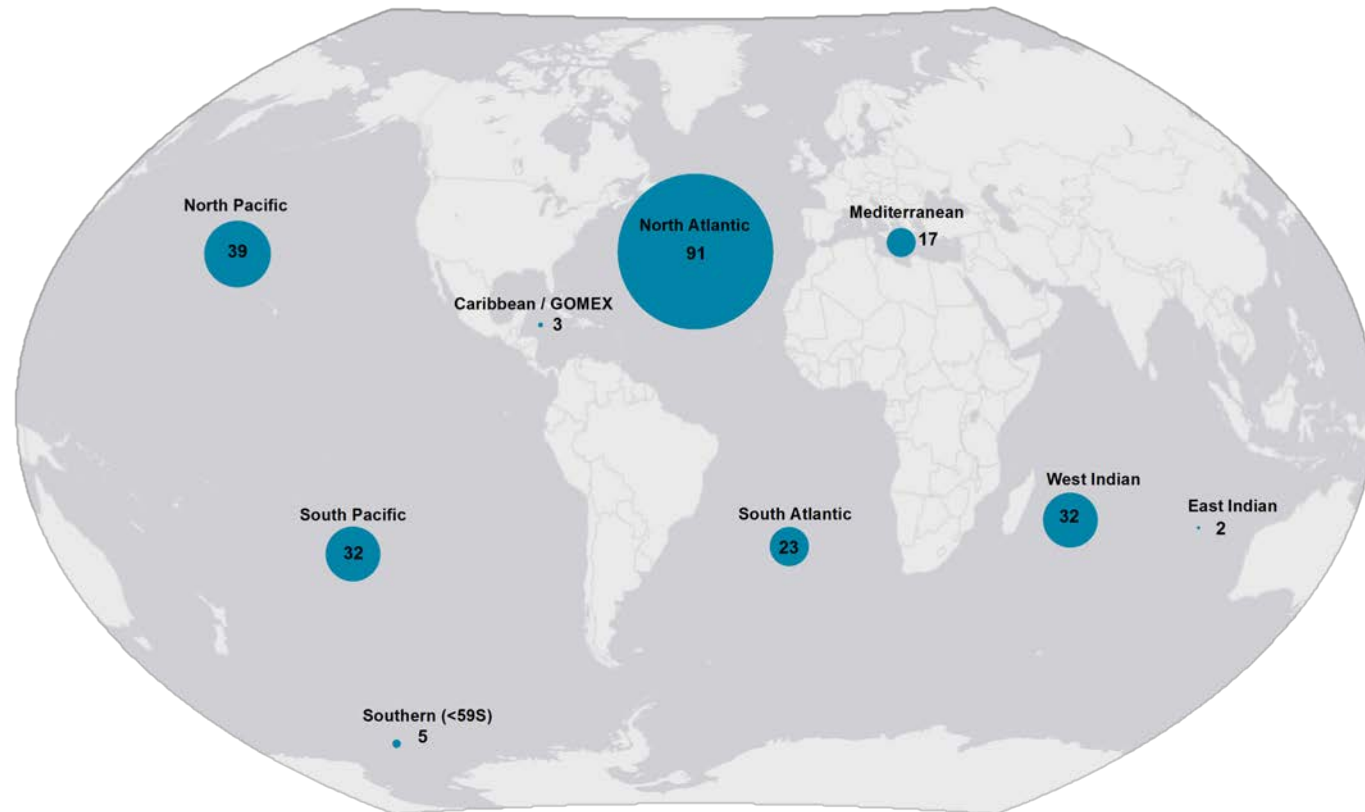 North Pacific
39
North Atlantic
91
Mediterranean
17
Caribbean / GOMEX
3
West Indian
32
East Indian
2
South Pacific
32
South Atlantic
23
Southern (<59S)
5